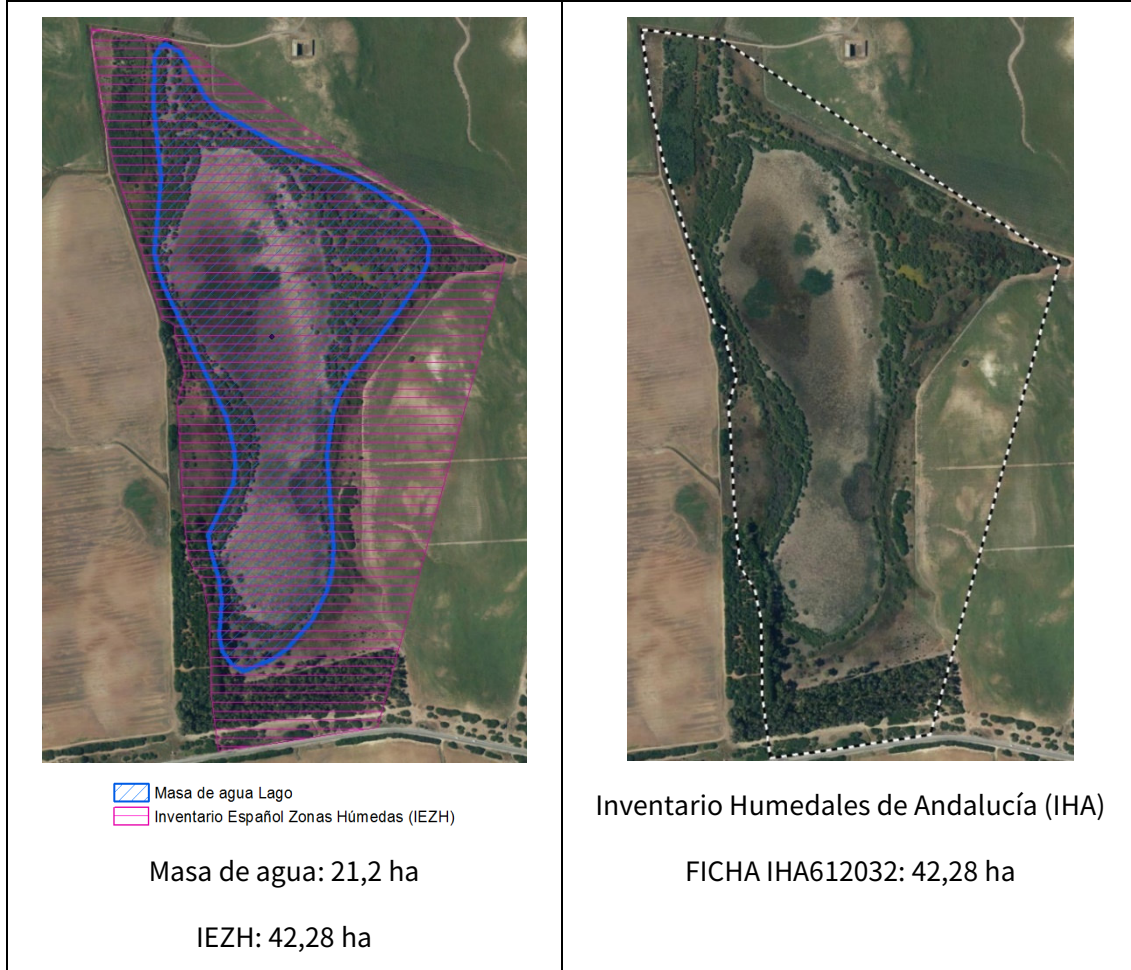 Masa de agua Lago
Inventario Español Zonas Húmedas (IEZH)
Masa de agua: 21,2 ha
IEZH: 42,28 ha
Inventario Humedales de Andalucía (IHA)
FICHA IHA612032: 42,28 ha